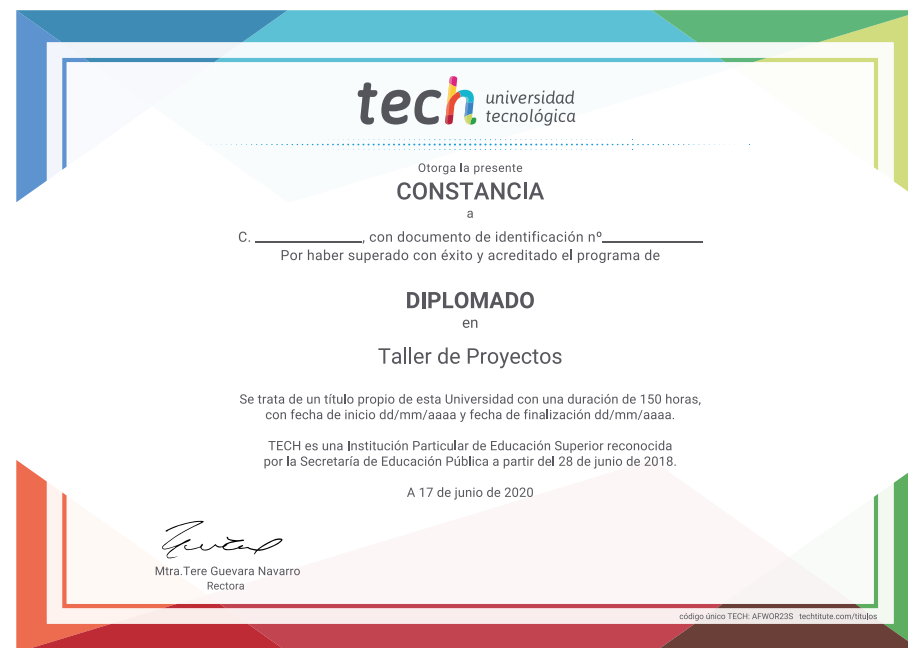 tech universidad
tecnológica
Otorga la presente
CONSTANCIA
a
C. ____________, con documento de identificación nº____________
Por haber superado con éxito y acreditado el programa de
DIPLOMADO
en
Taller de Proyectos
Se trata de un título propio de esta Universidad con una duración de 150 horas,
con fecha de inicio dd/mm/aaaa y fecha de finalización dd/mm/aaaa.
TECH es una Institución Particular de Educación Superior reconocida
por la Secretaría de Educación Pública a partir del 28 de junio de 2018.
A 17 de junio de 2020
Mtra.Tere Guevara Navarro
Rectora
código único TECH: AFWOR23S techtitute.com/titulos